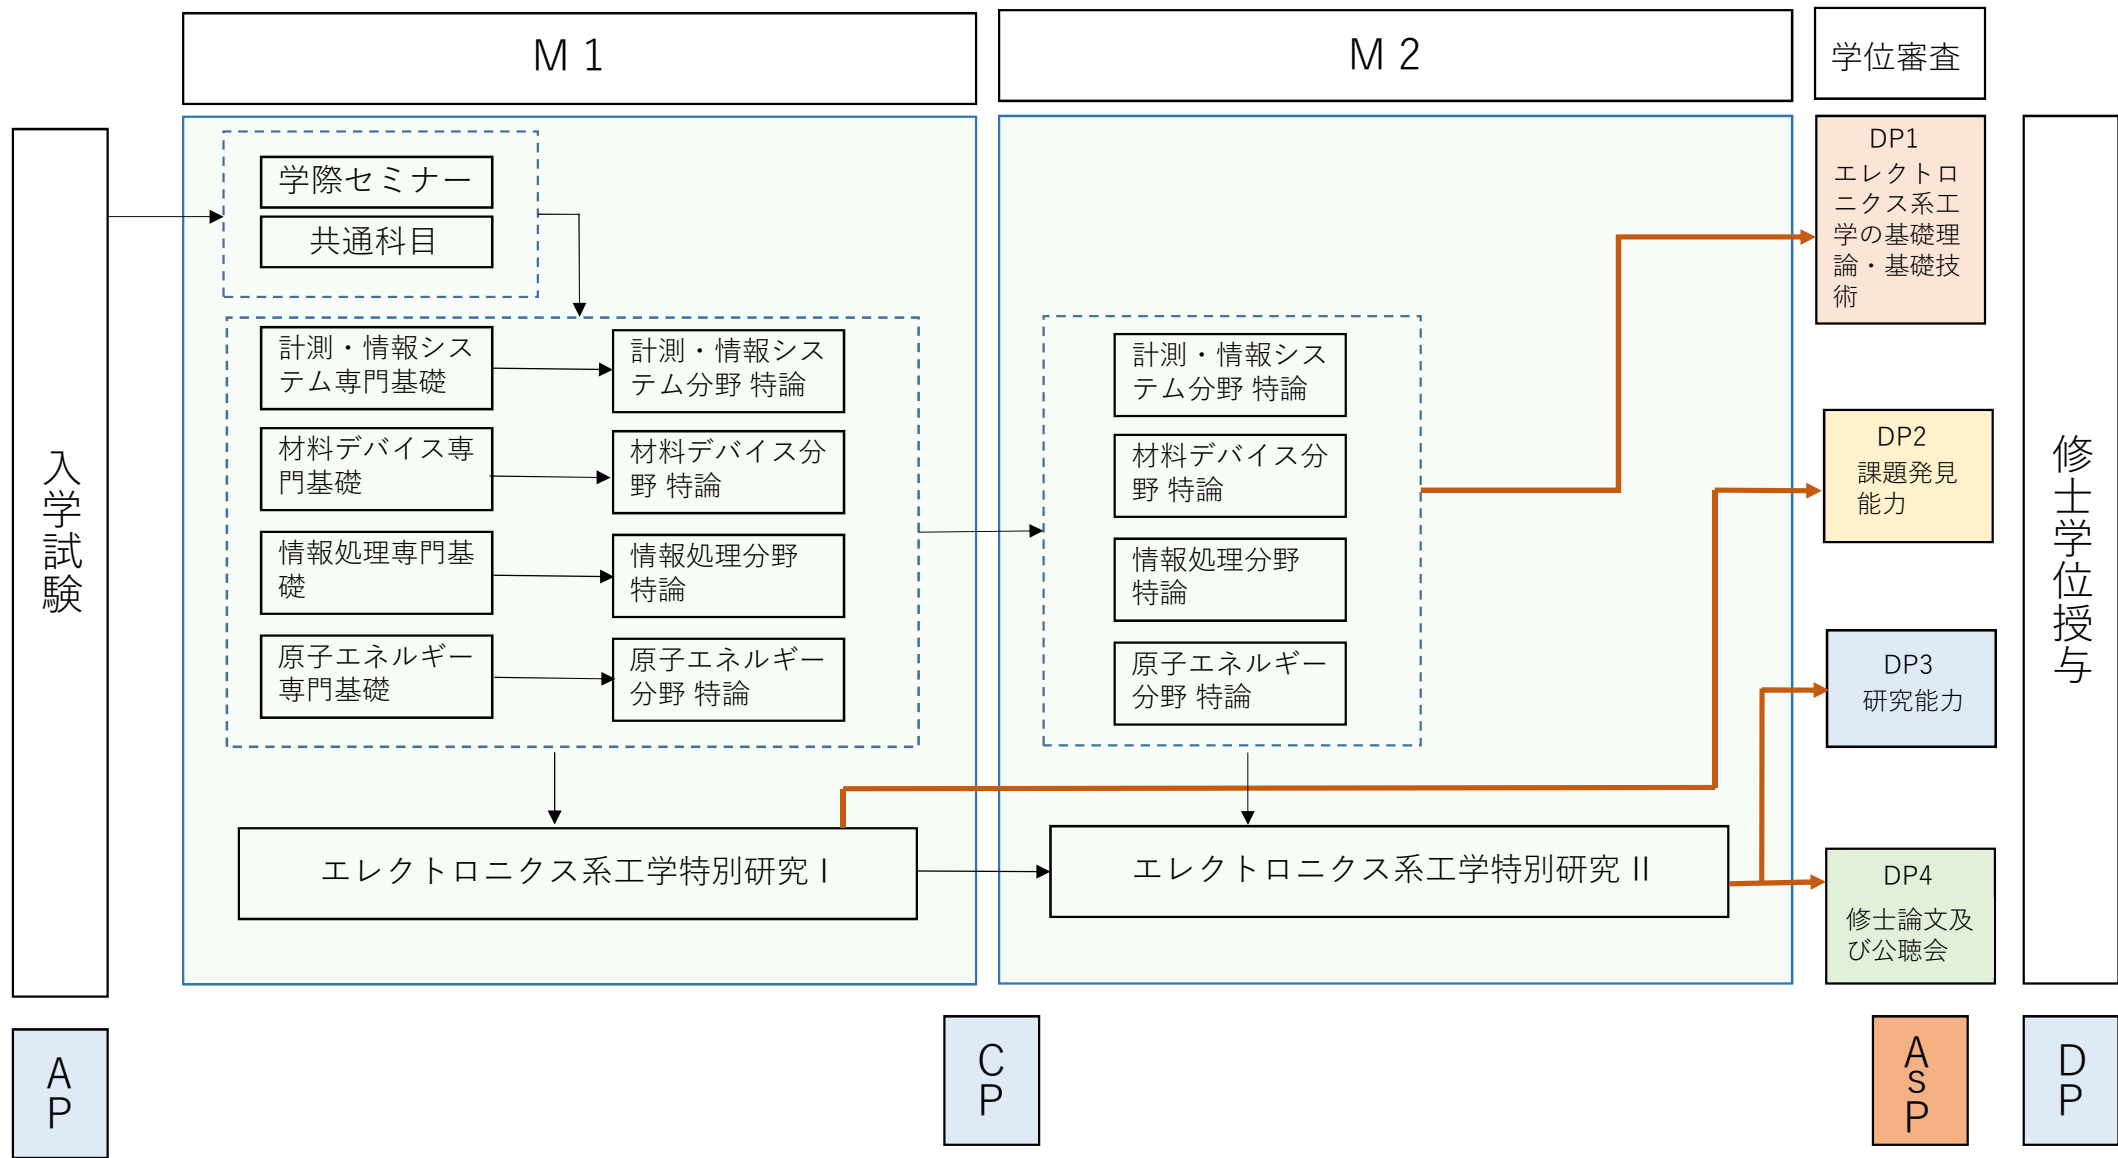 M 1
M 2
学位審査
入学試験
学際セミナー
共通科目
計測・情報シス
テム専門基礎
計測・情報シス
テム分野 特論
材料デバイス専
門基礎
材料デバイス分
野 特論
情報処理専門基
礎
情報処理分野
特論
原子エネルギー
専門基礎
原子エネルギー
分野 特論
エレクトロニクス系工学特別研究 I
計測・情報シス
テム分野 特論
材料デバイス分
野 特論
情報処理分野
特論
原子エネルギー
分野 特論
エレクトロニクス系工学特別研究 II
DP1
エレクトロ
ニクス系工
学の基礎理
論・基礎技
術
DP2
課題発見
能力
DP3
研究能力
DP4
修士論文及
び公聴会
修士学位授与
AP
CP
AsP
DP